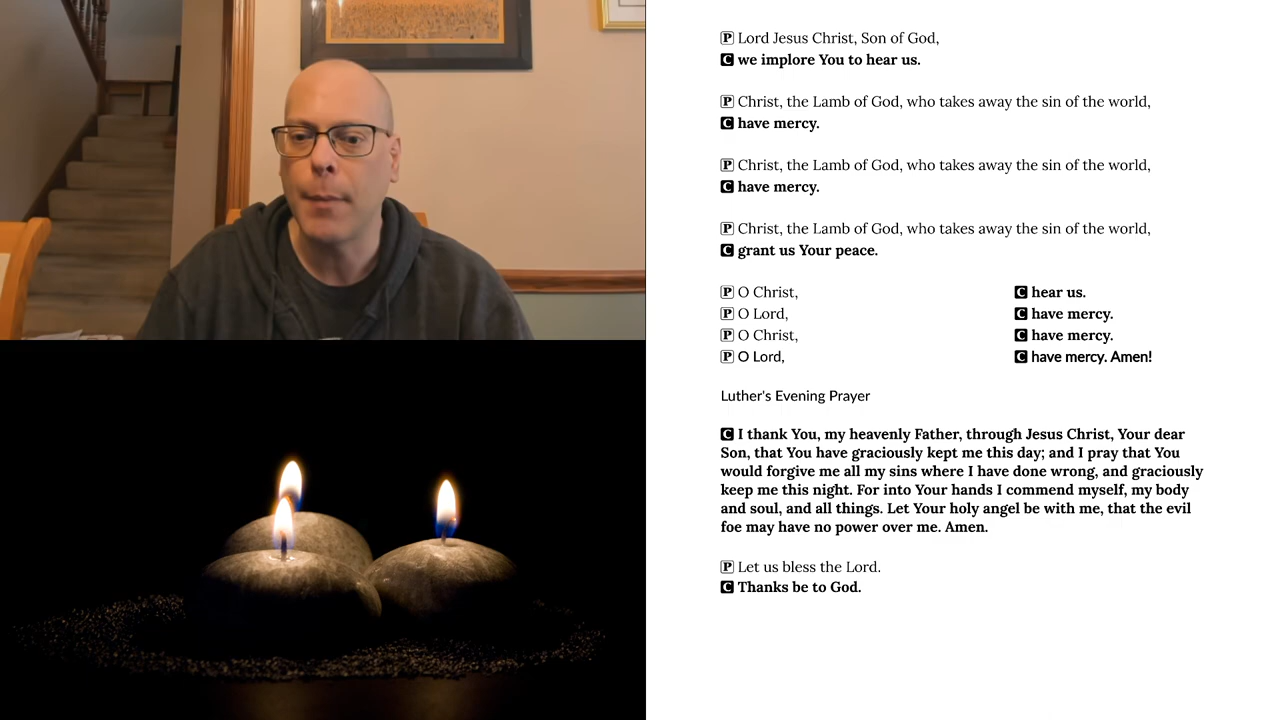 P Lord Jesus Christ, Son of God,
C we implore You to hear us.
P Christ, the Lamb of God, who takes away the sin of the world,
C have mercy.
P Christ, the Lamb of God, who takes away the sin of the world,
C have mercy.
P Christ, the Lamb of God, who takes away the sin of the world,
C grant us Your peace.
P O Christ, C hear us.
P O Lord, C have mercy.
P O Christ, C have mercy.
P O Lord, C have mercy. Amen!
Luther's Evening Prayer
C I thank You, my heavenly Father, through Jesus Christ, Your dear
Son, that You have graciously kept me this day; and I pray that You
would forgive me all my sins where I have done wrong, and graciously
keep me this night. For into Your hands I commend myself, my body
and soul, and all things. Let Your holy angel be with me, that the evil
foe may have no power over me. Amen.
P Let us bless the Lord.
C Thanks be to God.